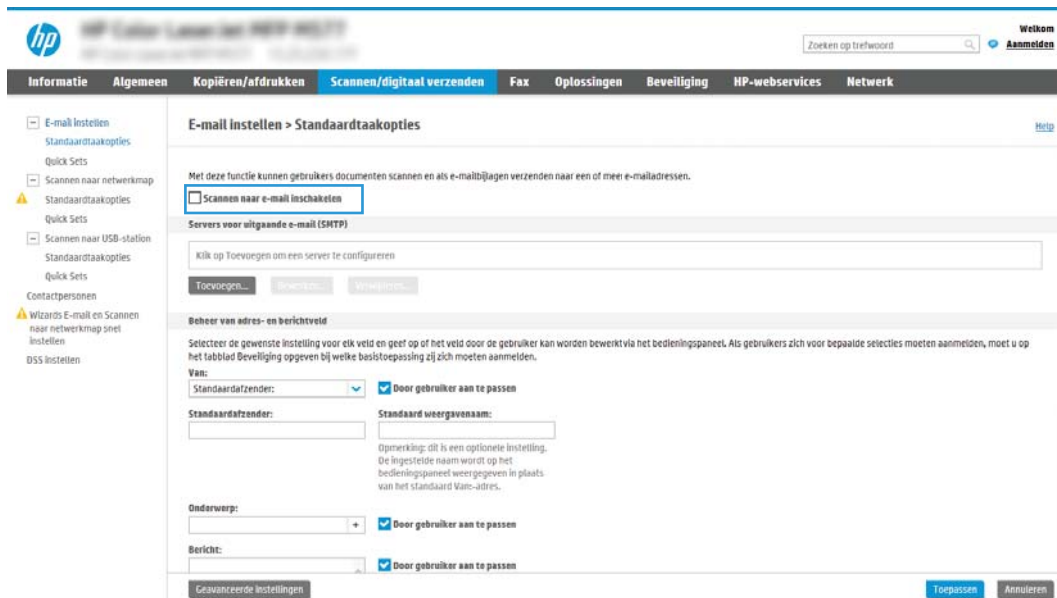 hp
Welkom
Zoeken op trefwoord
Aanmelden
Informatie Algemeen Kopiëren/afdrukken Scannen/digitaal verzenden Fax Oplossingen Beveiliging HP-webservices Netwerk
E-mail instellen
Standaardtaakopties
Quick Sets
Scannen naar netwerkmap
Standaardtaakopties
Quick Sets
Scannen naar USB-station
Standaardtaakopties
Quick Sets
Contactpersonen
Wizards E-mail en Scannen
naar netwerkmap snel
instellen
DSS instellen
E-mail instellen > Standaardtaakopties
Help
Met deze functie kunnen gebruikers documenten scannen en als e-mailbijlagen verzenden naar een of meer e-mailadressen.
Scannen naar e-mail inschakelen
Servers voor uitgaande e-mail (SMTP)
Klik op Toevoegen om een server te configureren
Toevoegen... Bewerken... Verwijderen...
Beheer van adres- en berichtveld
Selecteer de gewenste instelling voor elk veld en geef op of het veld door de gebruiker kan worden bewerkt via het bedieningspaneel. Als gebruikers zich voor bepaalde selecties moeten aanmelden, moet u op
het tabblad Beveiliging opgeven bij welke basistoepassing zij zich moeten aanmelden.
Van:
Standaardafzender: Door gebruiker aan te passen
Standaardafzender: Standaard weergavenaam:
Opmerking: dit is een optionele instelling.
De ingestelde naam wordt op het
bedieningspaneel weergegeven in plaats
van het standaard Van:-adres.
Onderwerp:
+ Door gebruiker aan te passen
Bericht:
Door gebruiker aan te passen
Geavanceerde instellingen Toepassen Annuleren